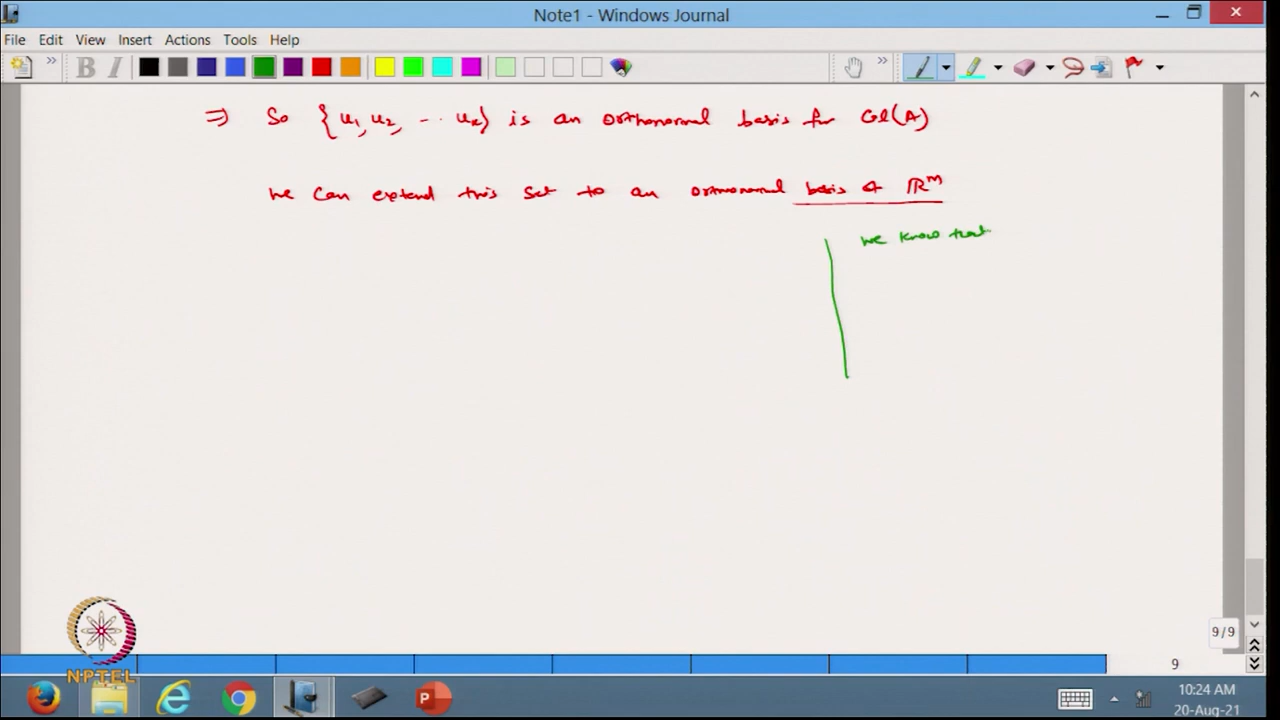 Note1 - Windows Journal
File Edit View Insert Actions Tools Help
B I
⇒ So {u1, u2, -- · uk} is an orthonormal basis for Col(A)
We can extend this set to an orthonormal basis of ℝᵐ
We know that
9/9
NPTEL
9
10:24 AM
20-Aug-21